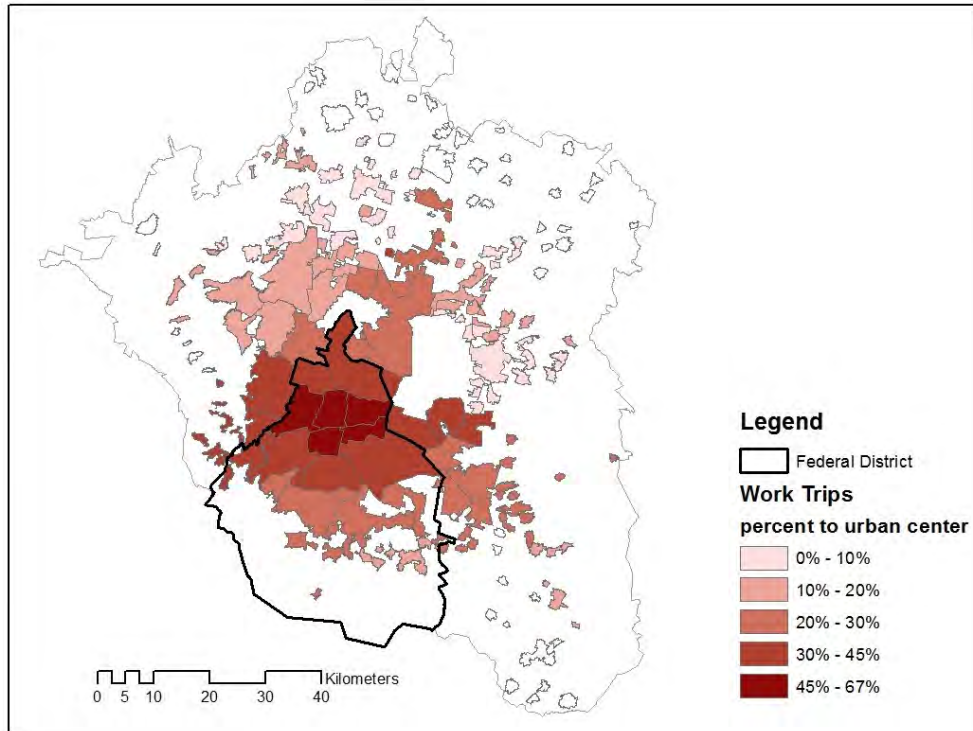 Legend
Federal District
Work Trips
percent to urban center
0% - 10%
10% - 20%
20% - 30%
30% - 45%
45% - 67%
Kilometers
0 5 10 20 30 40